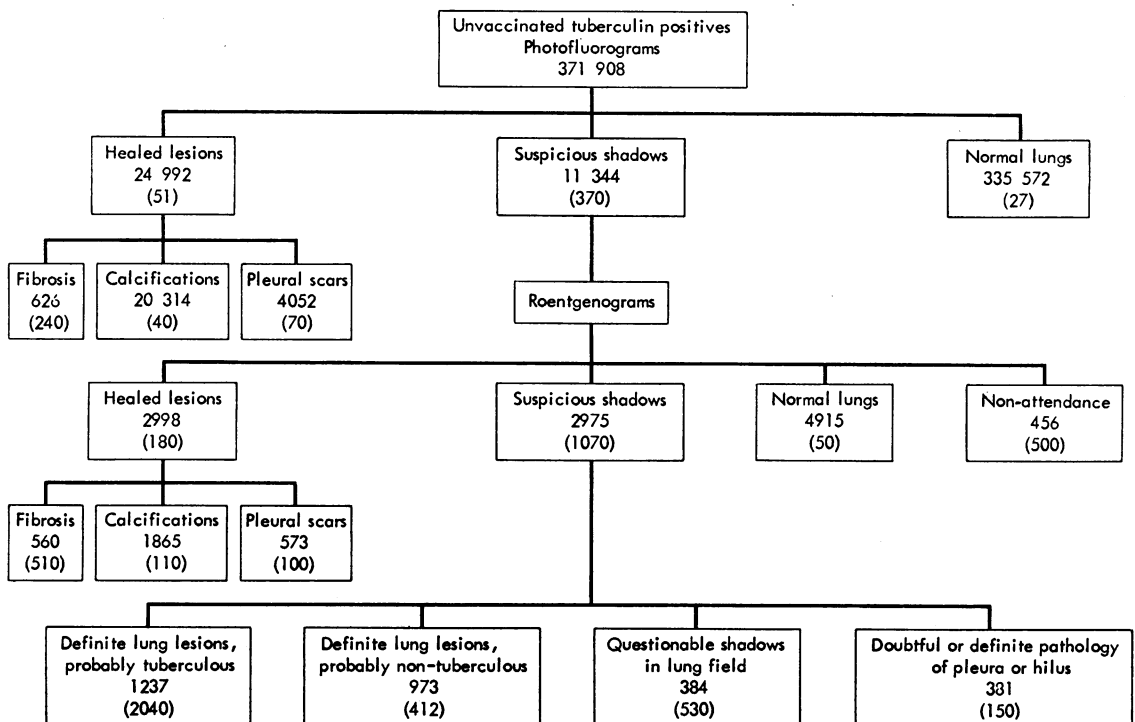 Unvaccinated tuberculin positives
Photofluorograms
371 908
Healed lesions
24 992
(51)
Suspicious shadows
11 344
(370)
Normal lungs
335 572
(27)
Fibrosis
626
(240)
Calcifications
20 314
(40)
Pleural scars
4052
(70)
Roentgenograms
Healed lesions
2998
(180)
Suspicious shadows
2975
(1070)
Normal lungs
4915
(50)
Non-attendance
456
(500)
Fibrosis
560
(510)
Calcifications
1865
(110)
Pleural scars
573
(100)
Definite lung lesions,
probably tuberculous
1237
(2040)
Definite lung lesions,
probably non-tuberculous
973
(412)
Questionable shadows
in lung field
384
(530)
Doubtful or definite pathology
of pleura or hilus
381
(150)